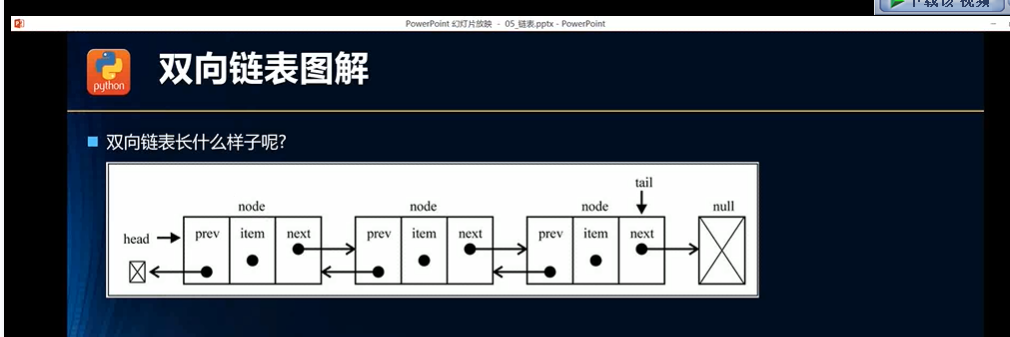 下载该视频
PowerPoint 幻灯片放映 - 05_链表.pptx - PowerPoint
python
双向链表图解
双向链表长什么样子呢?
tail
node node node null
head prev item next prev item next prev item next